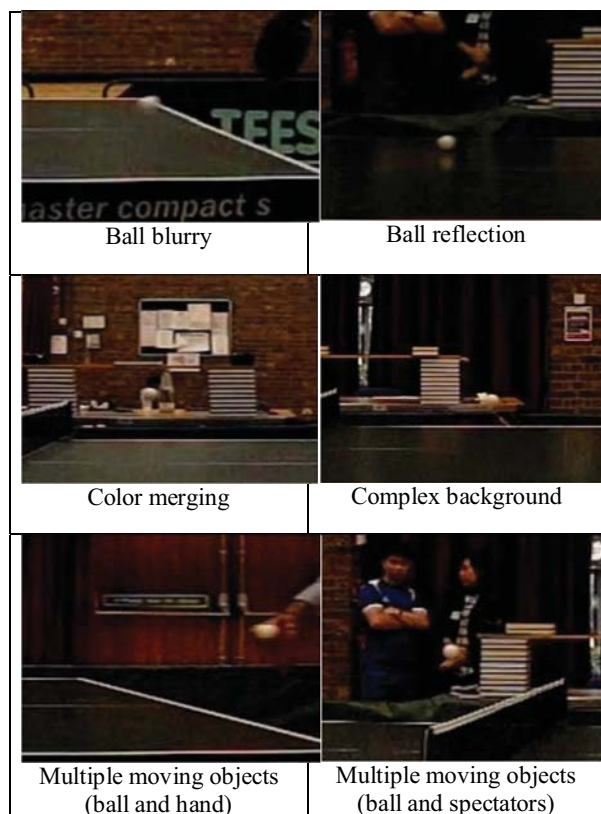 TEES
master compact s
Ball blurry
Ball reflection
Color merging
Complex background
Multiple moving objects
(ball and hand)
Multiple moving objects
(ball and spectators)